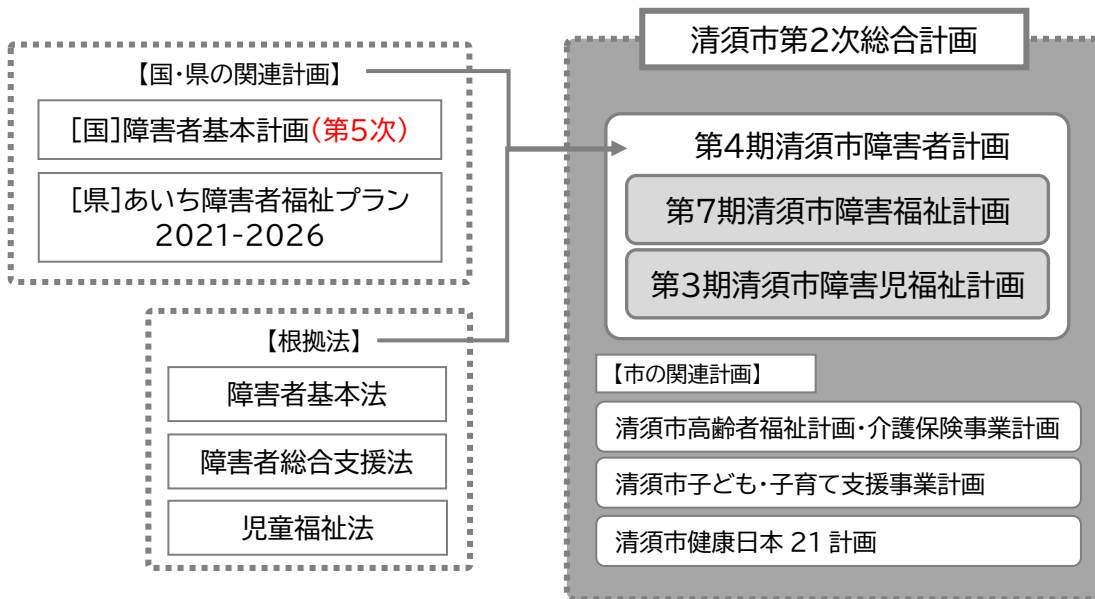 【国・県の関連計画】
[国]障害者基本計画(第5次)
[県]あいち障害者福祉プラン
2021-2026
【根拠法】
障害者基本法
障害者総合支援法
児童福祉法
清須市第2次総合計画
第4期清須市障害者計画
第7期清須市障害福祉計画
第3期清須市障害児福祉計画
【市の関連計画】
清須市高齢者福祉計画・介護保険事業計画
清須市子ども・子育て支援事業計画
清須市健康日本 21 計画